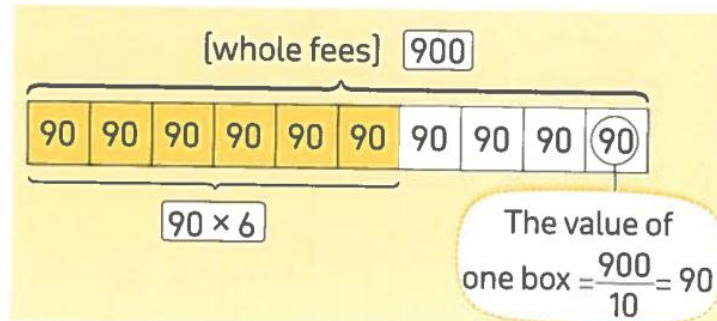 [whole fees] 900
90 90 90 90 90 90 90 90 90 90
90 × 6
The value of
one box = 900/10 = 90